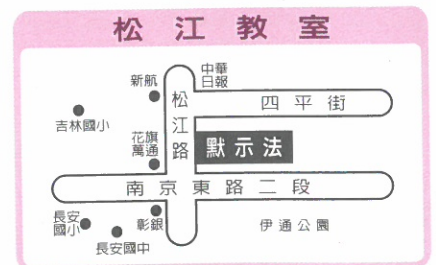 松江教室
中華
日報
新航
松江路
四平街
吉林國小
花旗
萬通
默示法
南京東路二段
長安
國小
彰銀
伊通公園
長安國中